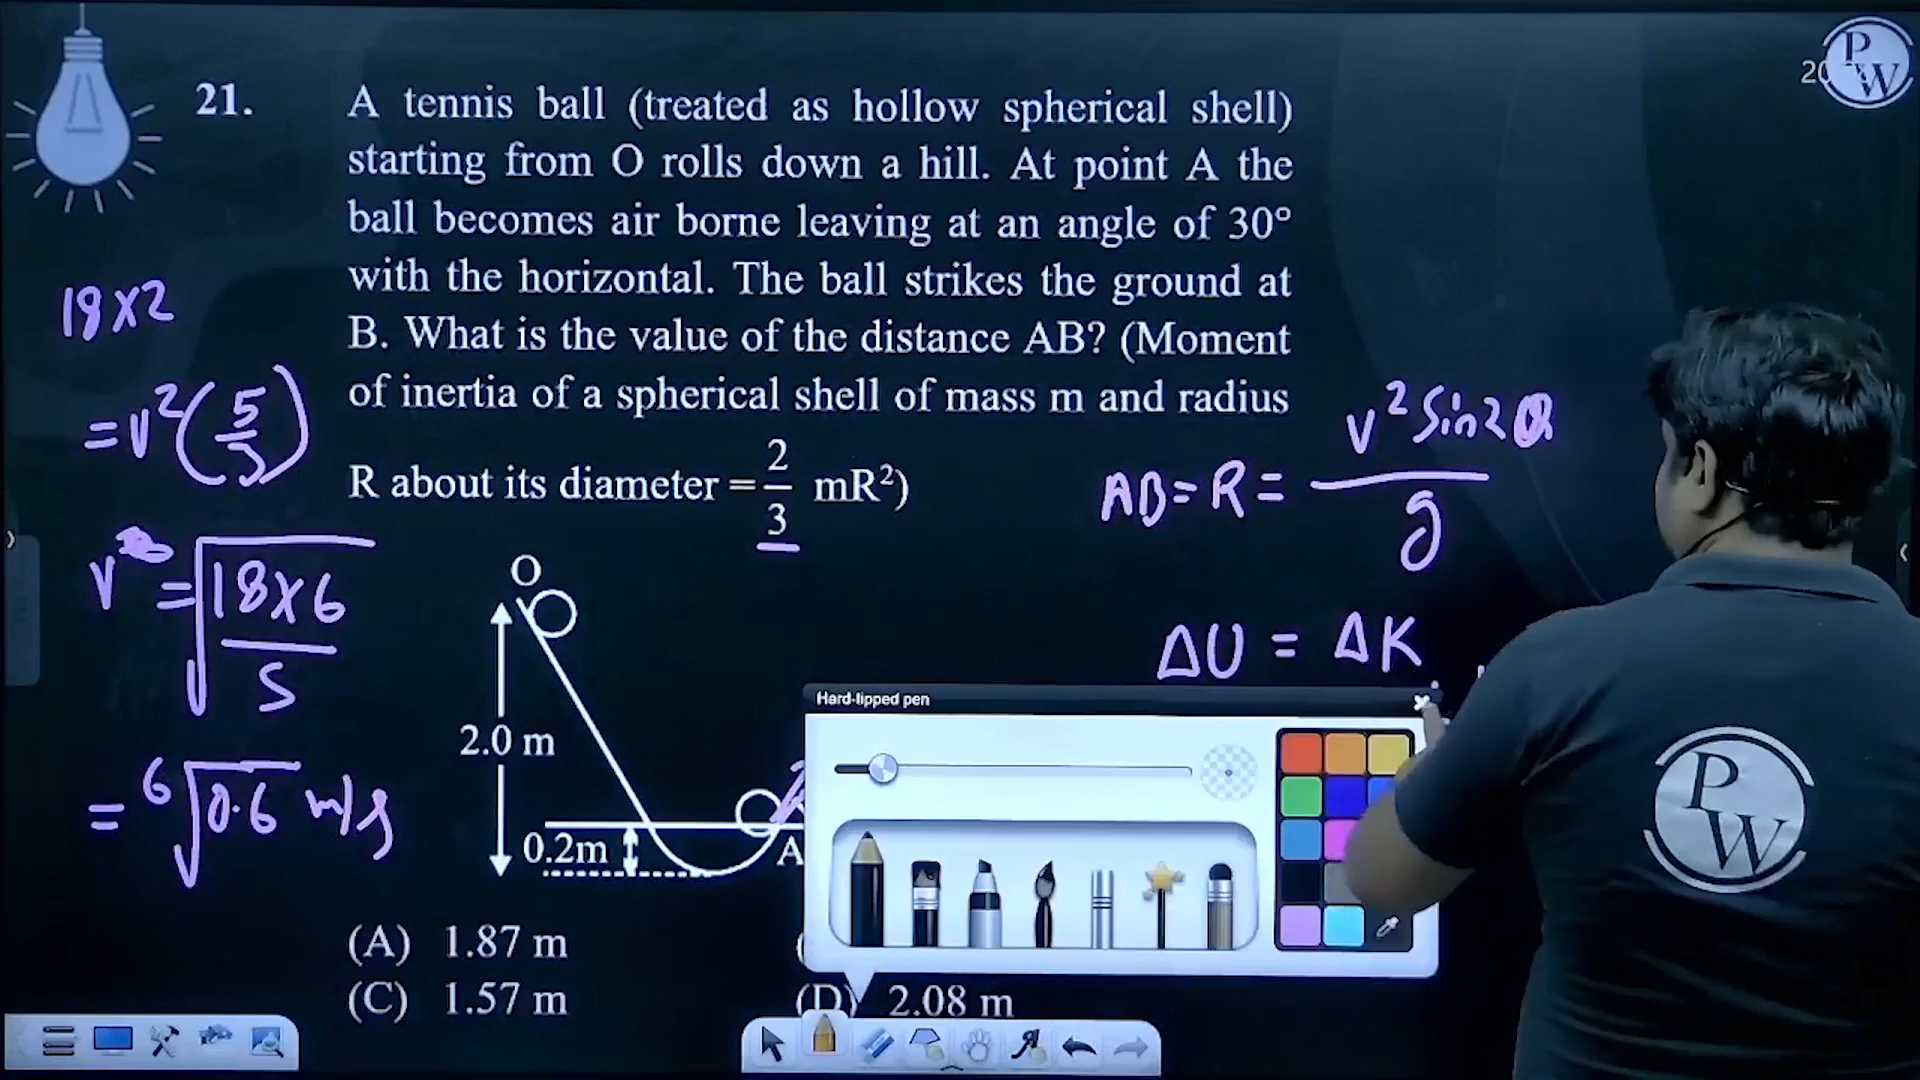 21. A tennis ball (treated as hollow spherical shell)
starting from O rolls down a hill. At point A the
ball becomes air borne leaving at an angle of 30°
with the horizontal. The ball strikes the ground at
B. What is the value of the distance AB? (Moment
of inertia of a spherical shell of mass m and radius
R about its diameter = 2/3 mR²)
18×2
= v² (5/3)
v = √(18×6/5)
= 6√0.6 m/s
AB = R = v² sin2θ / g
ΔU = ΔK
O
2.0 m
0.2m
A
(A) 1.87 m
(C) 1.57 m
(D) 2.08 m
Hard-tipped pen
PW
20
PW